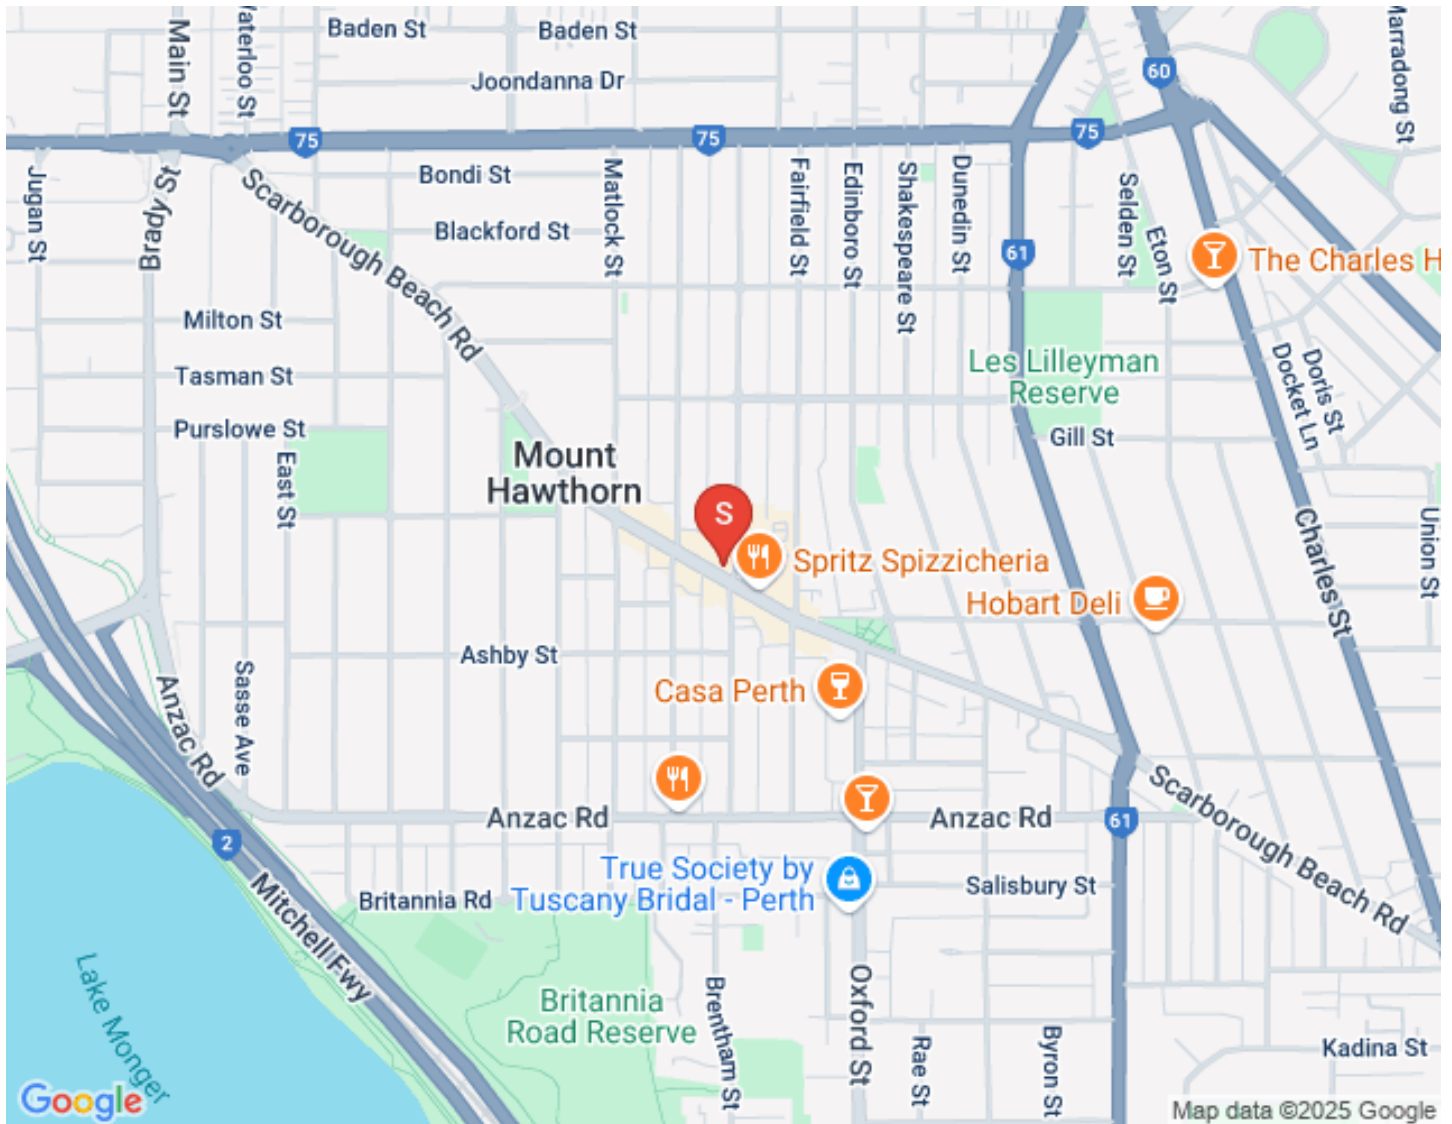 Baden St
Baden St
Main St
Waterloo St
Joondanna Dr
60
Marradong St
75
75
75
Jugan St
Bondi St
Matlock St
Fairfield St
Edinboro St
Shakespeare St
Dunedin St
Selden St
Eton St
Bready St
Scarborough Beach Rd
Blackford St
61
The Charles H
Milton St
Les Lilleyman
Reserve
Doris St
Docket Ln
Tasman St
Purslowe St
Gill St
East St
Mount
Hawthorn
S
Charles St
Union St
Spritz Spizzicheria
Hobart Deli
Ashby St
Sasse Ave
Anzac Rd
Casa Perth
Scarborough Beach Rd
Anzac Rd
Anzac Rd
61
2
True Society by
Tuscany Bridal - Perth
Salisbury St
Britannia Rd
Mitchell Fwy
Lake Monger
Britannia
Road Reserve
Brentham St
Oxford St
Rae St
Byron St
Kadina St
Google
Map data ©2025 Google